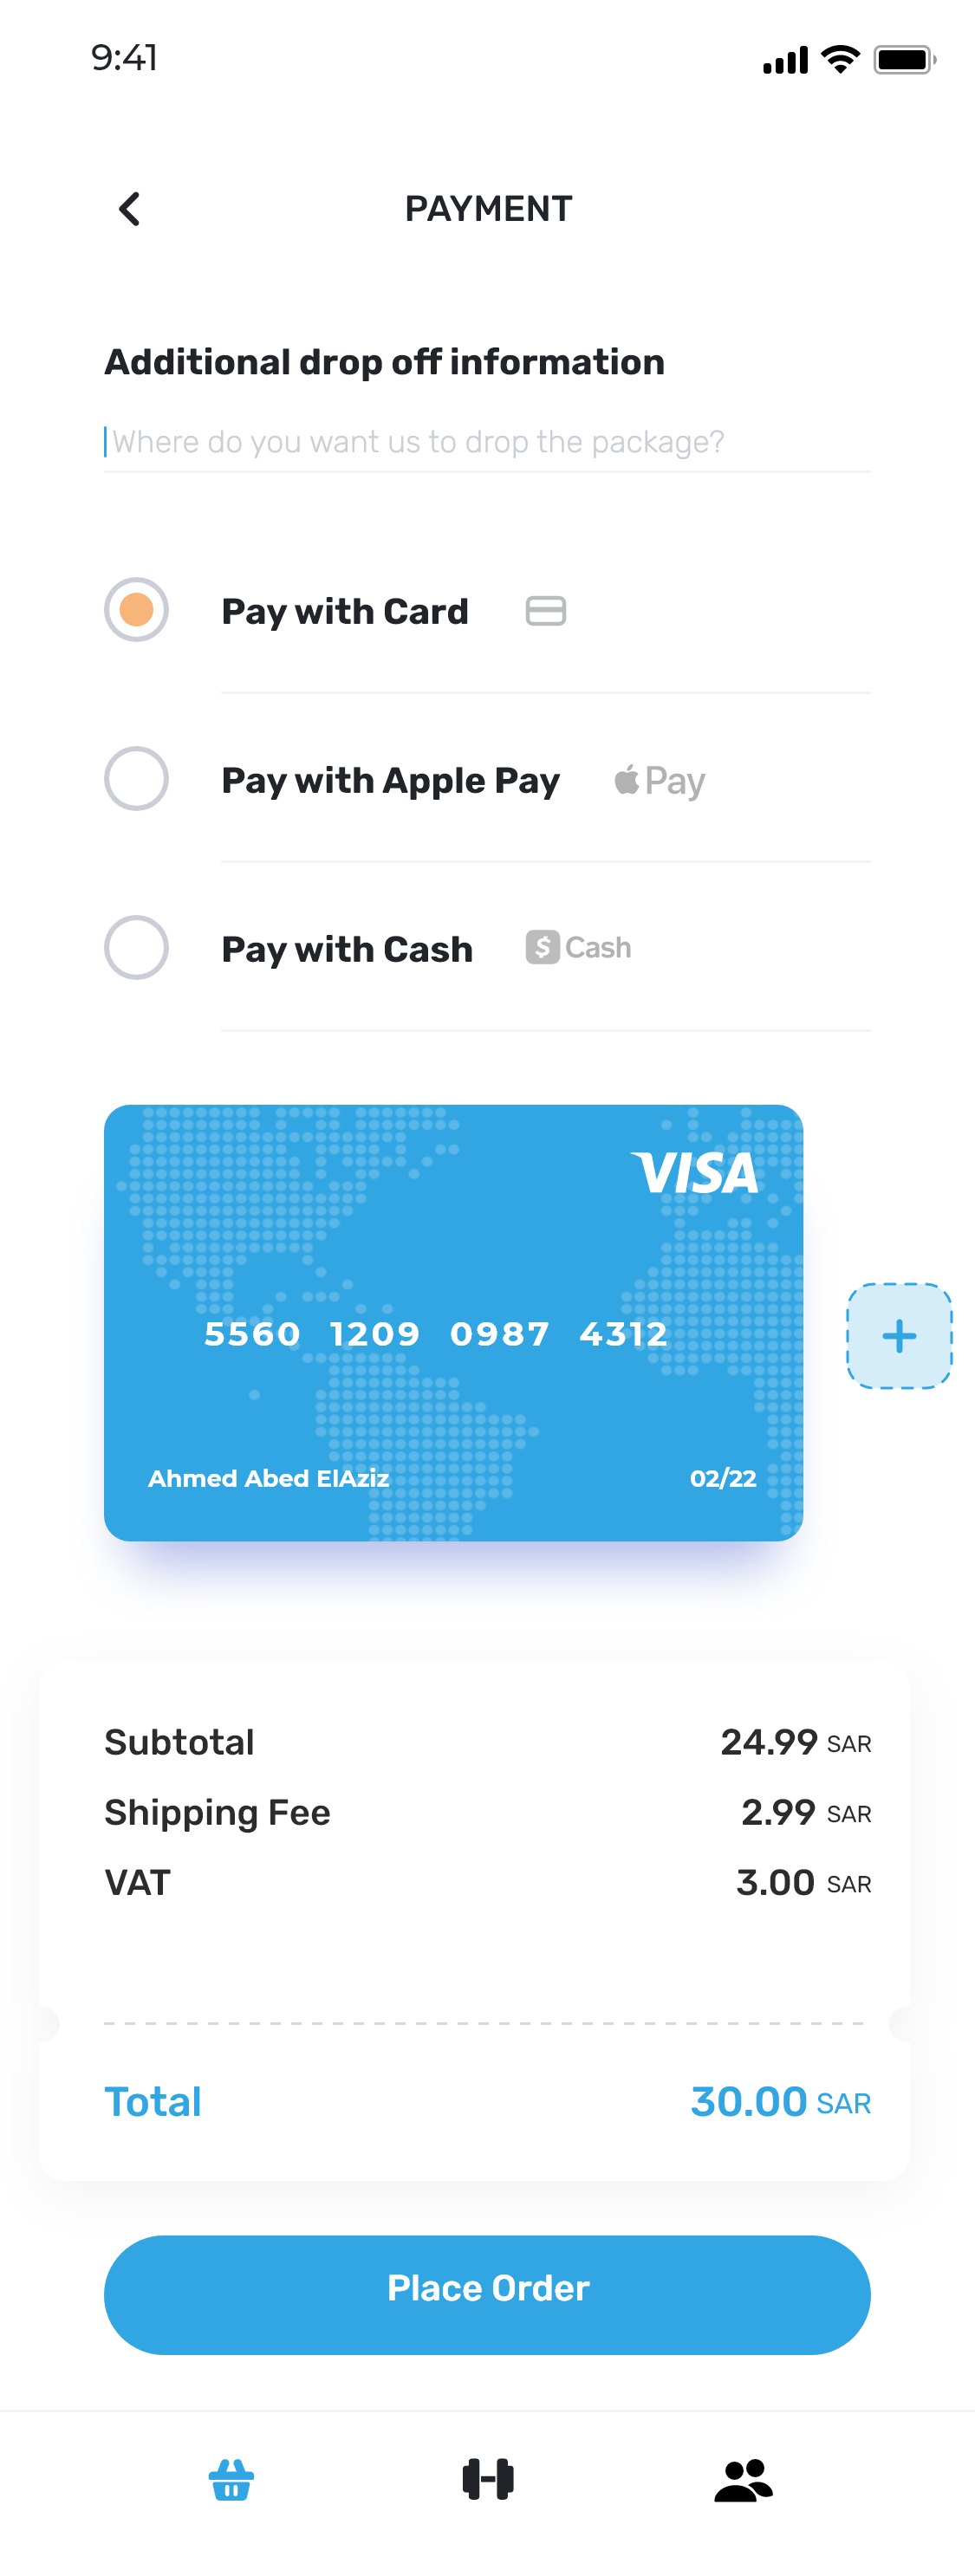 9:41
PAYMENT
Additional drop off information
Where do you want us to drop the package?
Pay with Card
Pay with Apple Pay Pay
Pay with Cash $ Cash
VISA
5560 1209 0987 4312
Ahmed Abed ElAziz 02/22
Subtotal 24.99 SAR
Shipping Fee 2.99 SAR
VAT 3.00 SAR
Total 30.00 SAR
Place Order